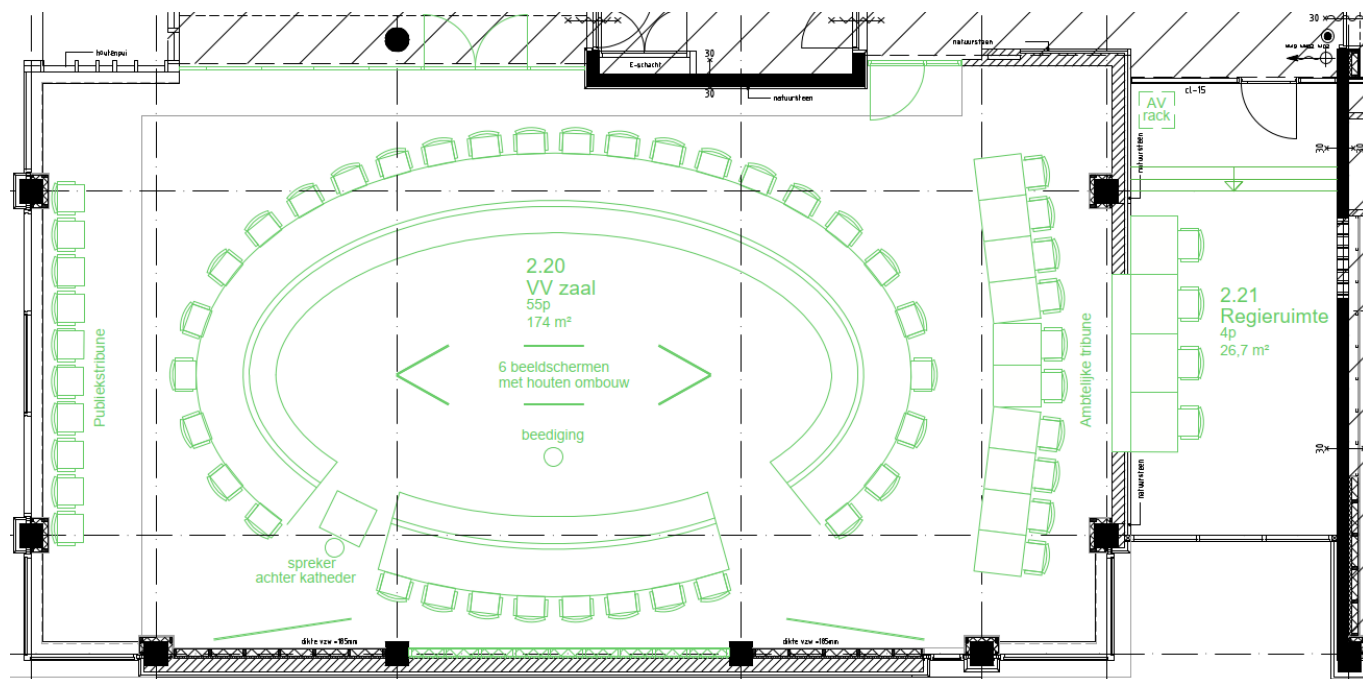 houtenpui
E-schacht
30
30
natuursteen
natuursteen
30
cl-15
AV
rack
natuursteen
30
2.20
VV zaal
55p
174 m²
6 beeldschermen
met houten ombouw
beediging
Publiekstribune
Ambtelijke tribune
2.21
Regieruimte
4p
26,7 m²
30
natuursteen
spreker
achter katheder
dikte vzw =185mm
dikte vzw =185mm